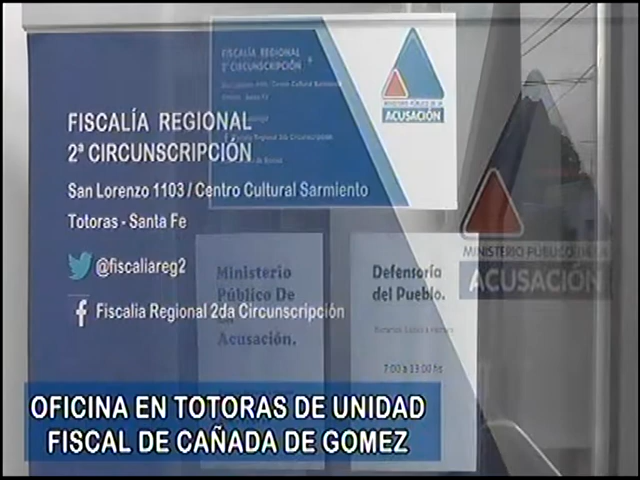 FISCALÍA REGIONAL
2ª CIRCUNSCRIPCIÓN
San Lorenzo 1103 / Centro Cultural Sarmiento
Totoras - Santa Fe
@fiscaliareg2
Fiscalia Regional 2da Circunscripción
FISCALÍA REGIONAL
2ª CIRCUNSCRIPCIÓN
MINISTERIO PÚBLICO DE LA
ACUSACIÓN
MINISTERIO PÚBLICO DE LA
ACUSACIÓN
Ministerio
Público De
la
Acusación.
Defensoría
del Pueblo.
7:00 a 13:00 hs
OFICINA EN TOTORAS DE UNIDAD
FISCAL DE CAÑADA DE GOMEZ